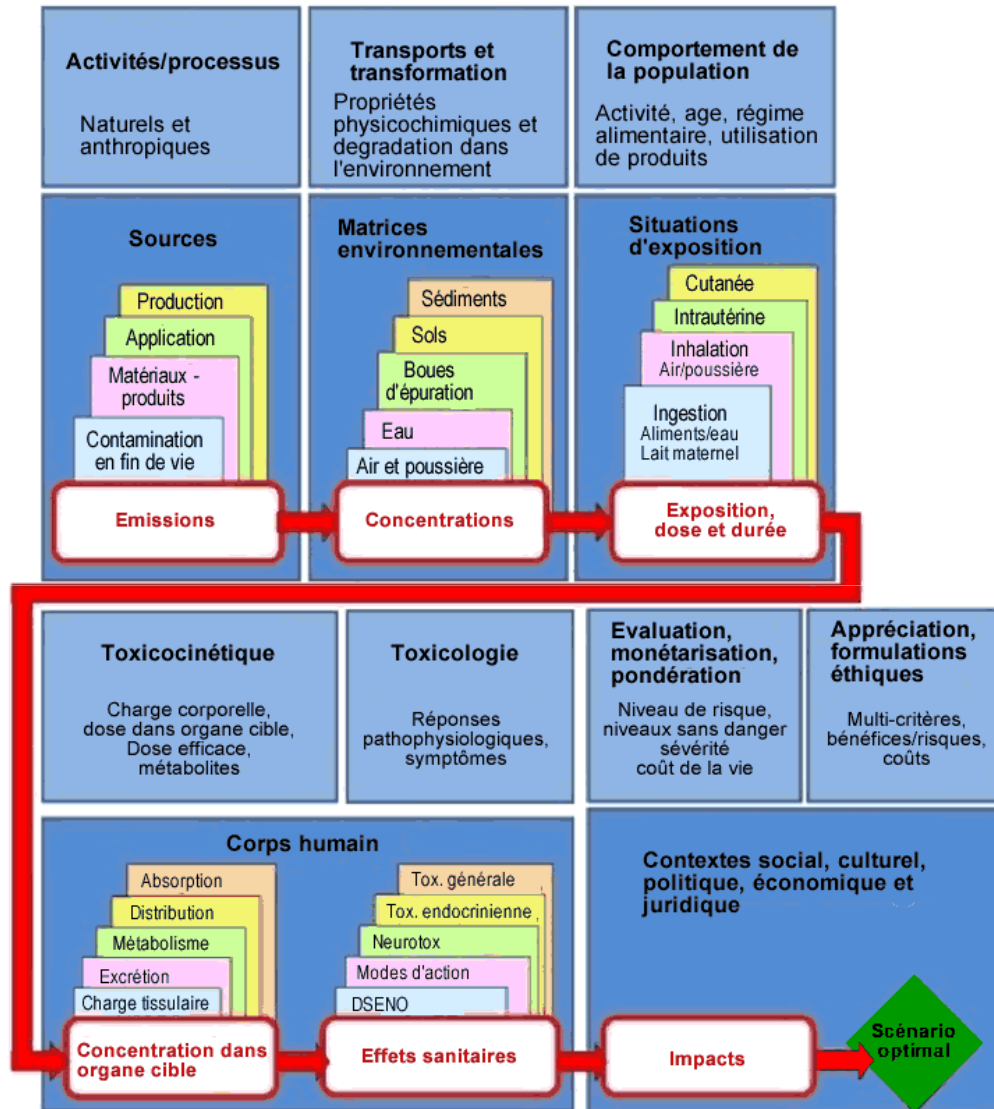 Activités/processus
Naturels et
anthropiques
Transports et
transformation
Propriétés
physicochimiques et
degradation dans
l'environnement
Comportement de
la population
Activité, age, régime
alimentaire, utilisation
de produits
Sources
Production
Application
Matériaux -
produits
Contamination
en fin de vie
Emissions
Matrices
environnementales
Sédiments
Sols
Boues
d'épuration
Eau
Air et poussière
Concentrations
Situations
d'exposition
Cutanée
Intrautérine
Inhalation
Air/poussière
Ingestion
Aliments/eau
Lait maternel
Exposition,
dose et durée
Toxicocinétique
Charge corporelle,
dose dans organe cible,
Dose efficace,
métabolites
Toxicologie
Réponses
pathophysiologiques,
symptômes
Evaluation,
monétarisation,
pondération
Niveau de risque,
niveaux sans danger
sévérité
coût de la vie
Appréciation,
formulations
éthiques
Multi-critères,
bénéfices/risques,
coûts
Corps humain
Absorption
Distribution
Métabolisme
Excrétion
Charge tissulaire
Concentration dans
organe cible
Tox. générale
Tox. endocrinienne
Neurotox
Modes d'action
DSENO
Effets sanitaires
Contextes social, culturel,
politique, économique et
juridique
Impacts
Scénario
optimal